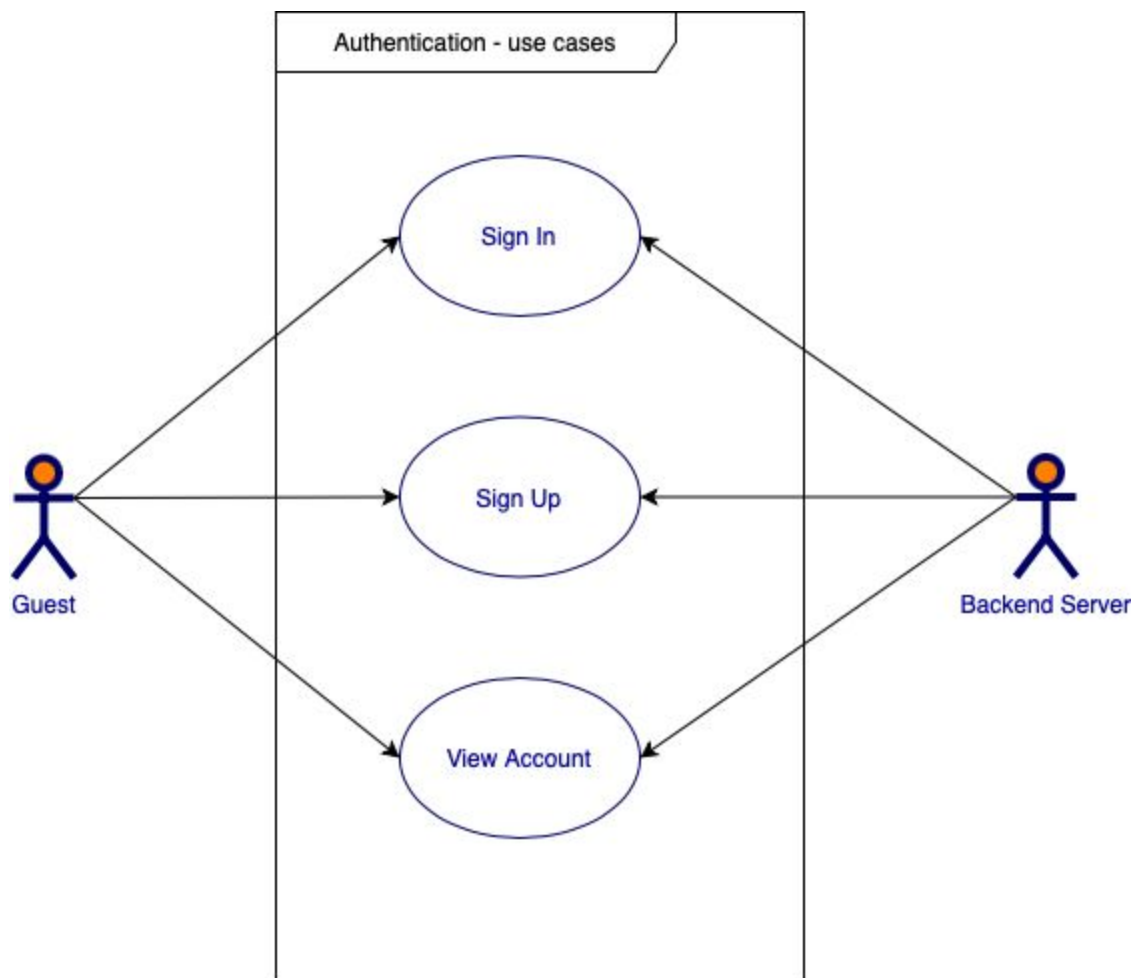 Authentication - use cases
Sign In
Sign Up
Guest
Backend Server
View Account